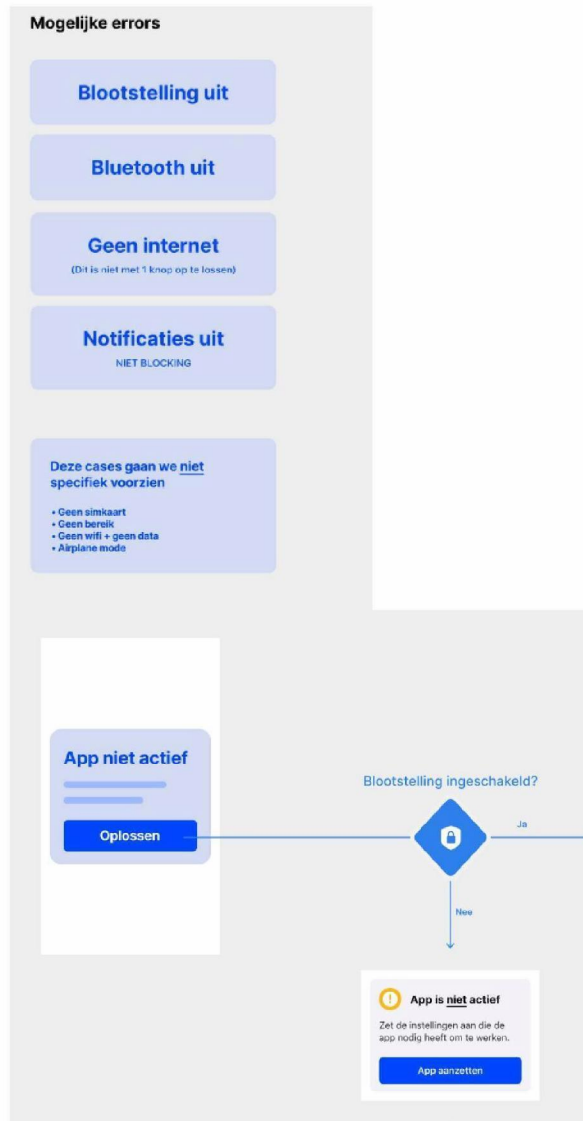 Mogelijke errors
Blootstelling uit
Bluetooth uit
Geen internet
(Dit is niet met 1 knop op te lossen)
Notificaties uit
NIET BLOCKING
Deze cases gaan we niet
specifiek voorzien
• Geen simkaart
• Geen bereik
• Geen wifi + geen data
• Airplane mode
App niet actief
Oplossen
Blootstelling ingeschakeld?
Ja
Nee
App is niet actief
Zet de instellingen aan die de
app nodig heeft om te werken.
App aanzetten